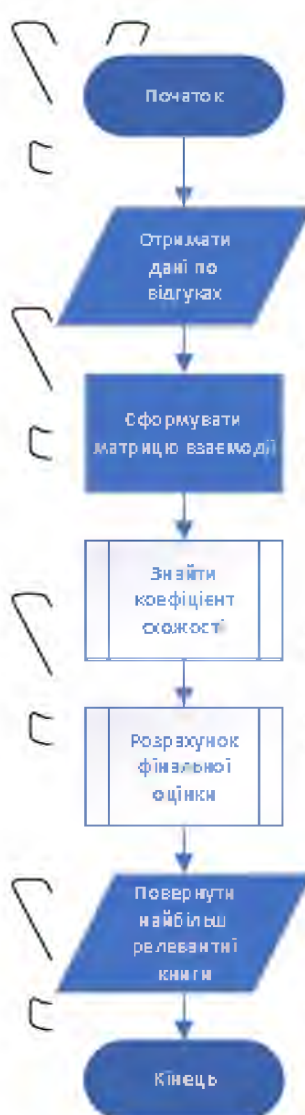 Початок
Отримати
дані по
відгуках
Сформувати
матрицю взаємодії
Знайти
коефіцієнт
схожості
Розрахунок
фінальної
оцінки
Повернути
найбільш
релевантні
книги
Кінець